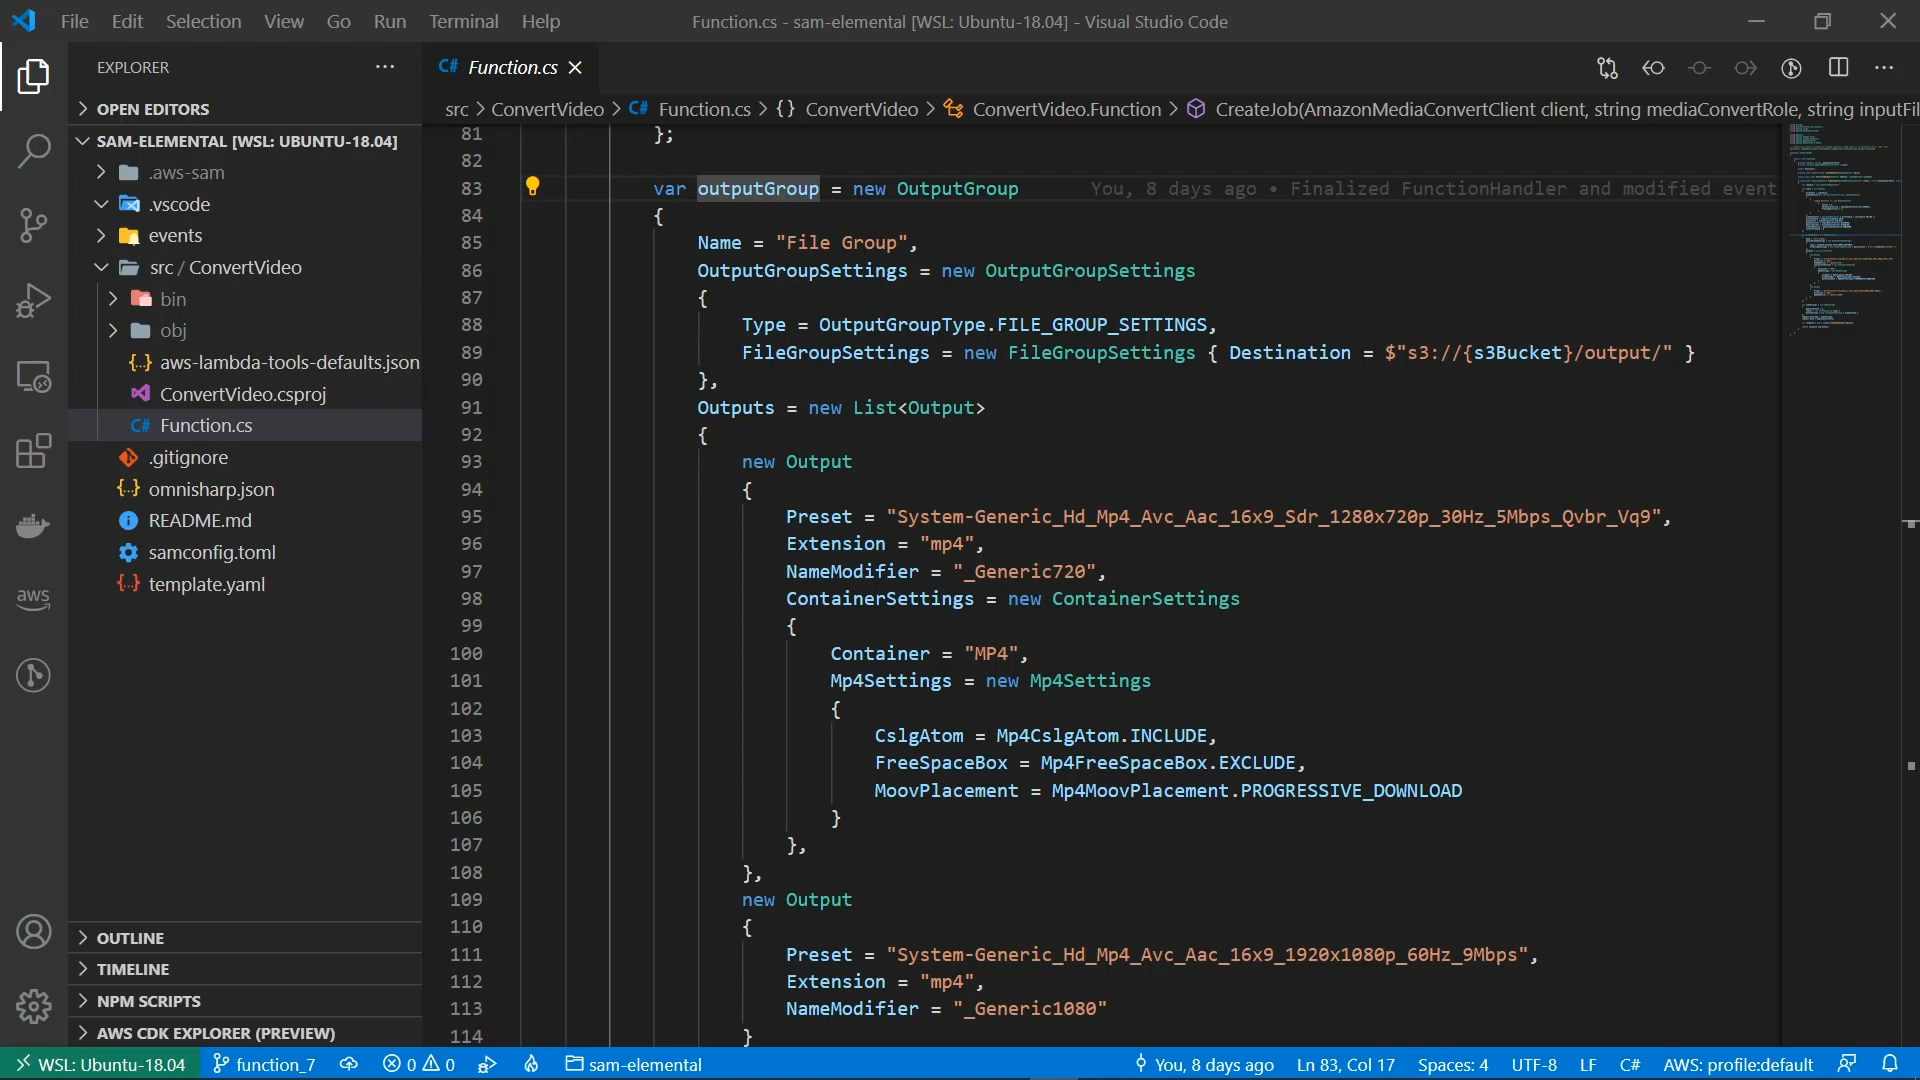 File Edit Selection View Go Run Terminal Help
Function.cs - sam-elemental [WSL: Ubuntu-18.04] - Visual Studio Code
EXPLORER
OPEN EDITORS
SAM-ELEMENTAL [WSL: UBUNTU-18.04]
.aws-sam
.vscode
events
src / ConvertVideo
bin
obj
{..} aws-lambda-tools-defaults.json
ConvertVideo.csproj
C# Function.cs
.gitignore
{..} omnisharp.json
README.md
samconfig.toml
{..} template.yaml
OUTLINE
TIMELINE
NPM SCRIPTS
AWS CDK EXPLORER (PREVIEW)
aws
C# Function.cs
src > ConvertVideo > C# Function.cs > {} ConvertVideo > ConvertVideo.Function > CreateJob(AmazonMediaConvertClient client, string mediaConvertRole, string inputFil
81 };
82
83 var outputGroup = new OutputGroup You, 8 days ago • Finalized FunctionHandler and modified event
84 {
85 Name = "File Group",
86 OutputGroupSettings = new OutputGroupSettings
87 {
88 Type = OutputGroupType.FILE_GROUP_SETTINGS,
89 FileGroupSettings = new FileGroupSettings { Destination = $"s3://{s3Bucket}/output/" }
90 },
91 Outputs = new List<Output>
92 {
93 new Output
94 {
95 Preset = "System-Generic_Hd_Mp4_Avc_Aac_16x9_Sdr_1280x720p_30Hz_5Mbps_Qvbr_Vq9",
96 Extension = "mp4",
97 NameModifier = "_Generic720",
98 ContainerSettings = new ContainerSettings
99 {
100 Container = "MP4",
101 Mp4Settings = new Mp4Settings
102 {
103 CslgAtom = Mp4CslgAtom.INCLUDE,
104 FreeSpaceBox = Mp4FreeSpaceBox.EXCLUDE,
105 MoovPlacement = Mp4MoovPlacement.PROGRESSIVE_DOWNLOAD
106 }
107 },
108 },
109 new Output
110 {
111 Preset = "System-Generic_Hd_Mp4_Avc_Aac_16x9_1920x1080p_60Hz_9Mbps",
112 Extension = "mp4",
113 NameModifier = "_Generic1080"
114 }
WSL: Ubuntu-18.04 function_7 0 0 sam-elemental You, 8 days ago Ln 83, Col 17 Spaces: 4 UTF-8 LF C# AWS: profile:default